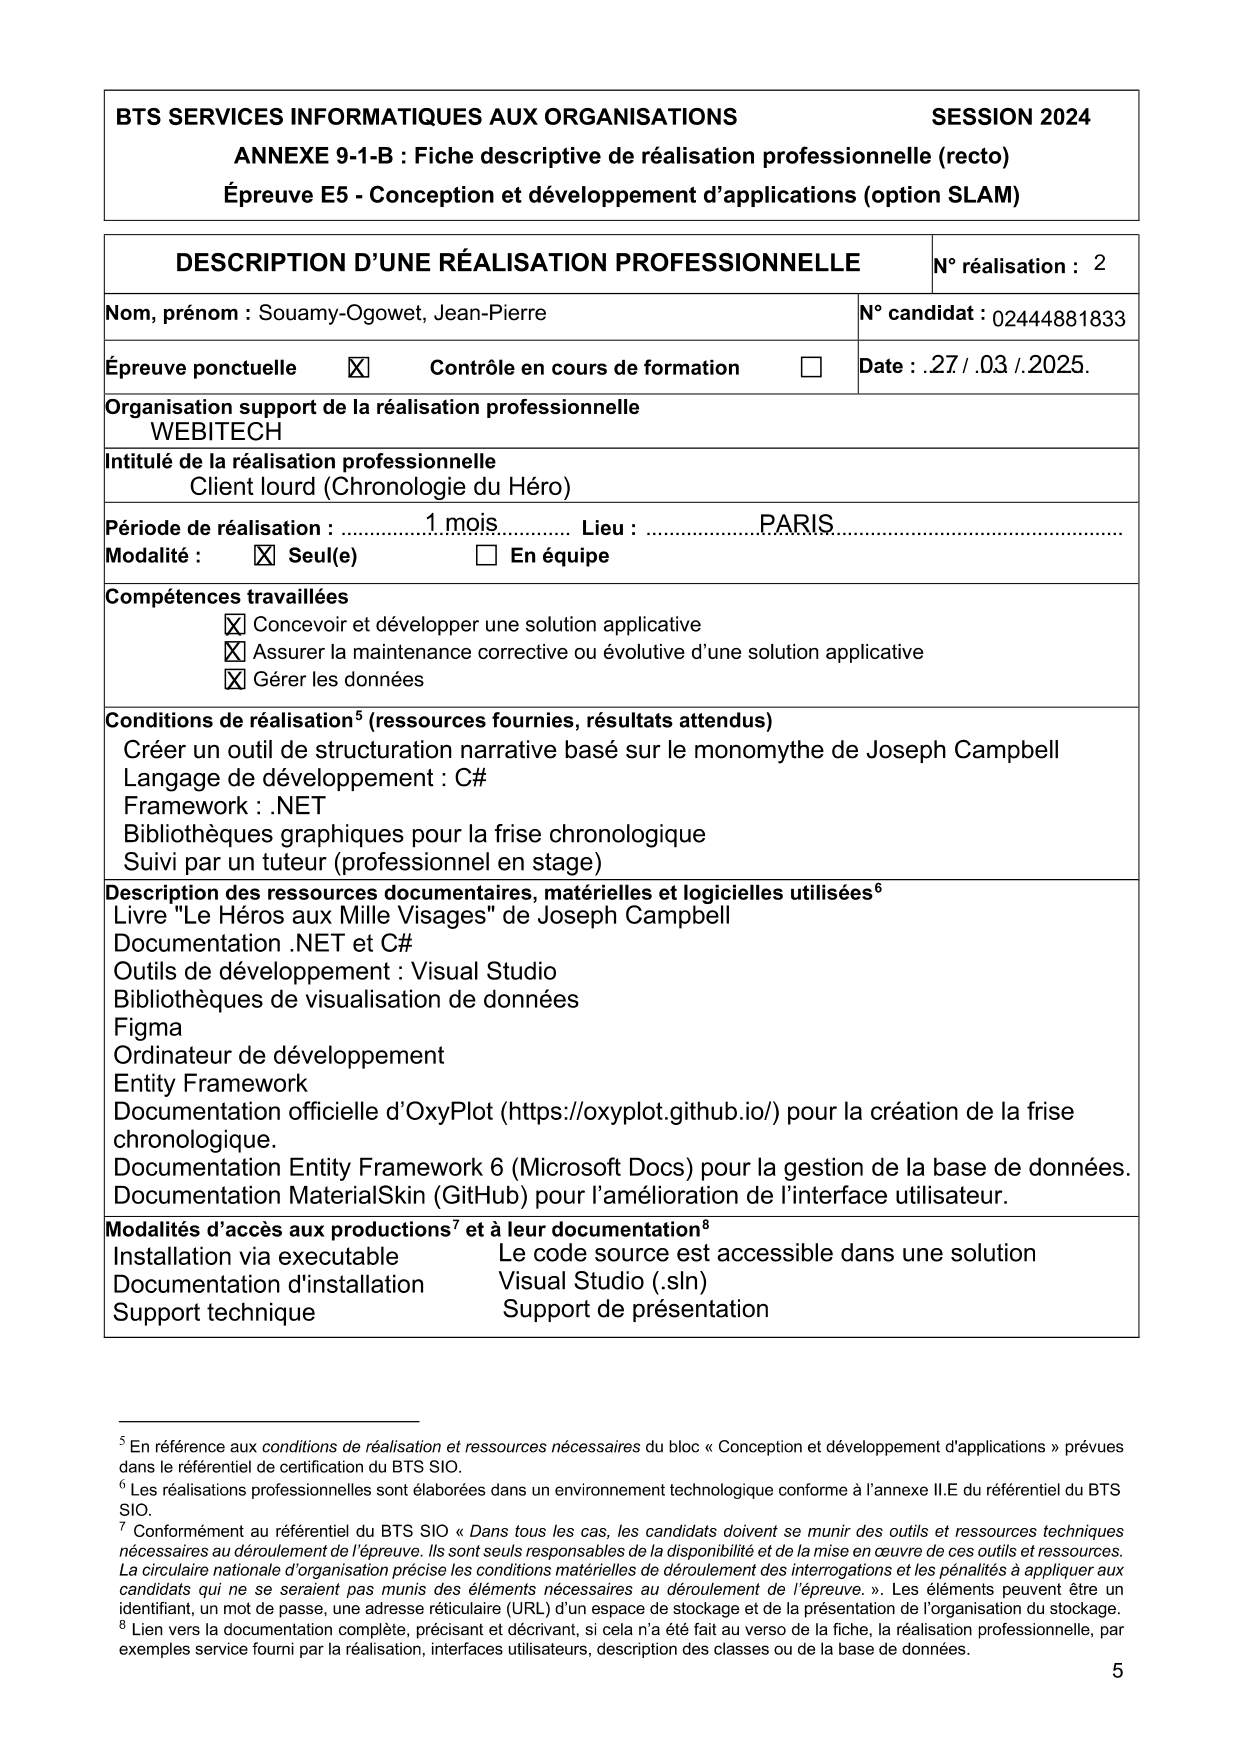 BTS SERVICES INFORMATIQUES AUX ORGANISATIONS SESSION 2024
ANNEXE 9-1-B : Fiche descriptive de réalisation professionnelle (recto)
Épreuve E5 - Conception et développement d’applications (option SLAM)
DESCRIPTION D’UNE RÉALISATION PROFESSIONNELLE N° réalisation : 2
Nom, prénom : Souamy-Ogowet, Jean-Pierre N° candidat : 02444881833
Épreuve ponctuelle X Contrôle en cours de formation ☐ Date : 27 / 03 / 2025
Organisation support de la réalisation professionnelle
WEBITECH
Intitulé de la réalisation professionnelle
Client lourd (Chronologie du Héro)
Période de réalisation : 1 mois Lieu : PARIS
Modalité : X Seul(e) ☐ En équipe
Compétences travaillées
X Concevoir et développer une solution applicative
X Assurer la maintenance corrective ou évolutive d’une solution applicative
X Gérer les données
Conditions de réalisation⁵ (ressources fournies, résultats attendus)
Créer un outil de structuration narrative basé sur le monomythe de Joseph Campbell
Langage de développement : C#
Framework : .NET
Bibliothèques graphiques pour la frise chronologique
Suivi par un tuteur (professionnel en stage)
Description des ressources documentaires, matérielles et logicielles utilisées⁶
Livre "Le Héros aux Mille Visages" de Joseph Campbell
Documentation .NET et C#
Outils de développement : Visual Studio
Bibliothèques de visualisation de données
Figma
Ordinateur de développement
Entity Framework
Documentation officielle d’OxyPlot (https://oxyplot.github.io/) pour la création de la frise
chronologique.
Documentation Entity Framework 6 (Microsoft Docs) pour la gestion de la base de données.
Documentation MaterialSkin (GitHub) pour l’amélioration de l’interface utilisateur.
Modalités d’accès aux productions⁷ et à leur documentation⁸
Installation via executable
Documentation d'installation
Support technique
Le code source est accessible dans une solution
Visual Studio (.sln)
Support de présentation
⁵ En référence aux conditions de réalisation et ressources nécessaires du bloc « Conception et développement d'applications » prévues
dans le référentiel de certification du BTS SIO.
⁶ Les réalisations professionnelles sont élaborées dans un environnement technologique conforme à l’annexe II.E du référentiel du BTS
SIO.
⁷ Conformément au référentiel du BTS SIO « Dans tous les cas, les candidats doivent se munir des outils et ressources techniques
nécessaires au déroulement de l’épreuve. Ils sont seuls responsables de la disponibilité et de la mise en œuvre de ces outils et ressources.
La circulaire nationale d’organisation précise les conditions matérielles de déroulement des interrogations et les pénalités à appliquer aux
candidats qui ne se seraient pas munis des éléments nécessaires au déroulement de l’épreuve. ». Les éléments peuvent être un
identifiant, un mot de passe, une adresse réticulaire (URL) d’un espace de stockage et de la présentation de l’organisation du stockage.
⁸ Lien vers la documentation complète, précisant et décrivant, si cela n’a été fait au verso de la fiche, la réalisation professionnelle, par
exemples service fourni par la réalisation, interfaces utilisateurs, description des classes ou de la base de données.
5